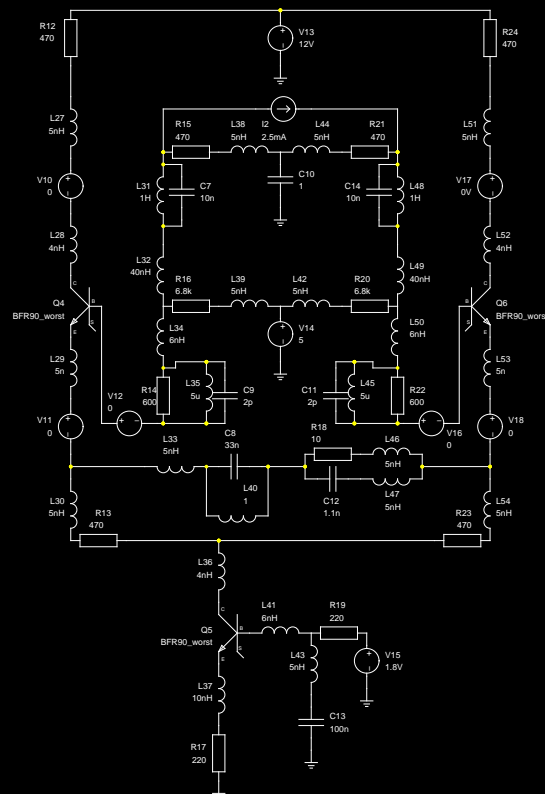 R12
470
V13
12V
R24
470
L27
5nH
R15
470
L38
5nH
I2
2.5mA
L44
5nH
R21
470
L51
5nH
V10
0
L31
1H
C7
10n
C10
1
C14
10n
L48
1H
V17
0V
L28
4nH
L52
4nH
L32
40nH
R16
6.8k
L39
5nH
L42
5nH
R20
6.8k
L49
40nH
C
Q4
BFR90_worst
B
S
E
C
Q6
BFR90_worst
B
S
E
L34
6nH
V14
5
L50
6nH
L29
5n
V12
0
R14
600
L35
5u
C9
2p
C11
2p
L45
5u
R22
600
L53
5n
V11
0
V16
0
V18
0
L33
5nH
C8
33n
R18
10
L46
5nH
L30
5nH
R13
470
L40
1
C12
1.1n
L47
5nH
R23
470
L54
5nH
L36
4nH
C
Q5
BFR90_worst
B
S
E
L41
6nH
R19
220
L43
5nH
V15
1.8V
L37
10nH
C13
100n
R17
220